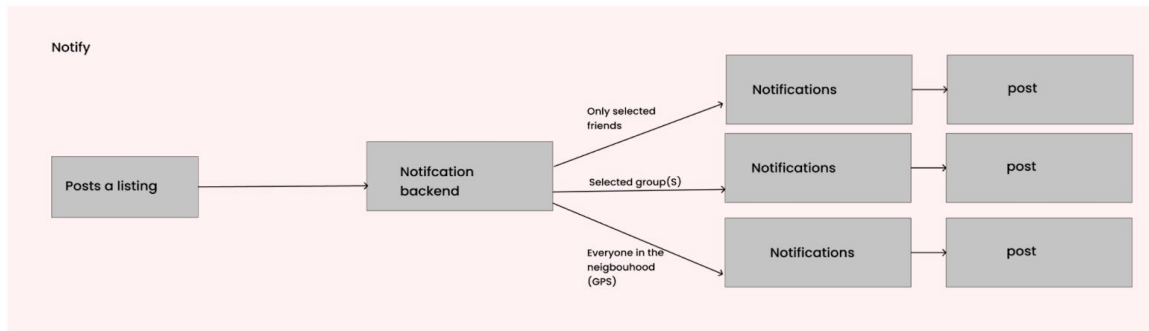 Notify
Posts a listing
Notifcation
backend
Only selected
friends
Selected group(S)
Everyone in the
neigbouhood
(GPS)
Notifications
post
Notifications
post
Notifications
post